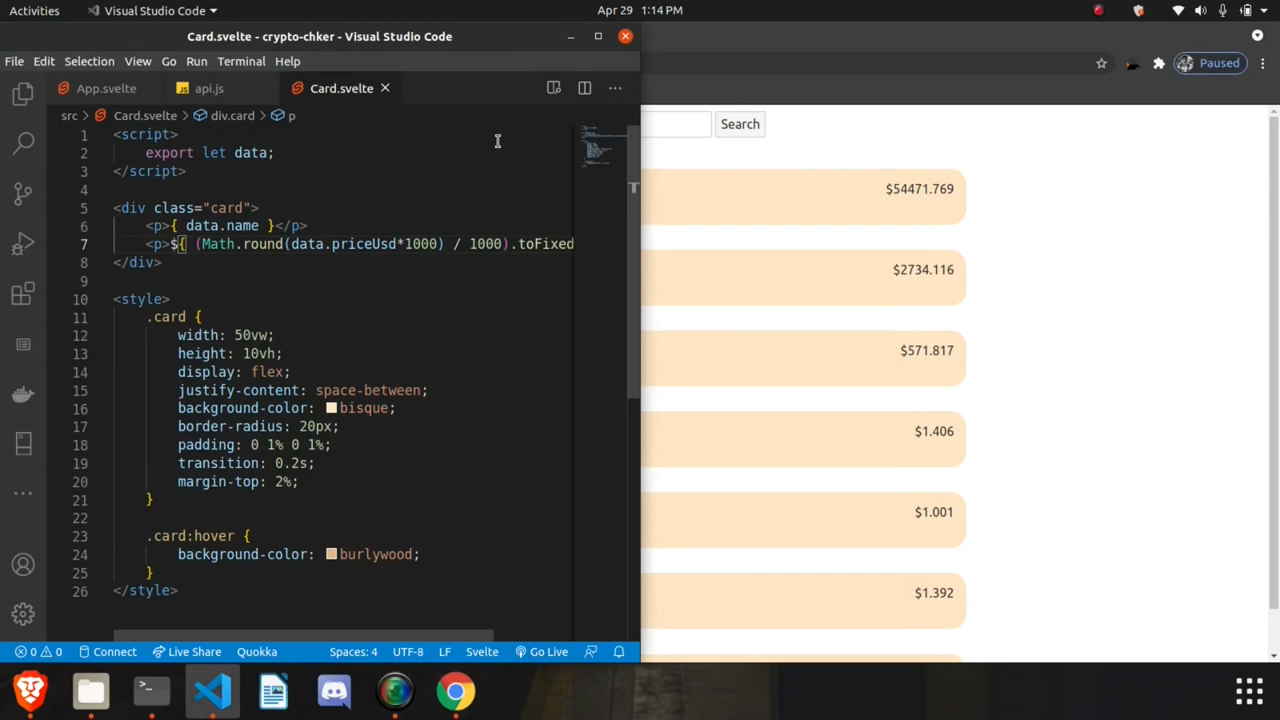 Activities
Visual Studio Code
Apr 29 1:14 PM
Card.svelte - crypto-chker - Visual Studio Code
File Edit Selection View Go Run Terminal Help
Paused
App.svelte
JS api.js
Card.svelte
src > Card.svelte > div.card > p
1 <script>
2 export let data;
3 </script>
4
5 <div class="card">
6 <p>{ data.name }</p>
7 <p>${ (Math.round(data.priceUsd*1000) / 1000).toFixed
8 </div>
9
10 <style>
11 .card {
12 width: 50vw;
13 height: 10vh;
14 display: flex;
15 justify-content: space-between;
16 background-color: bisque;
17 border-radius: 20px;
18 padding: 0 1% 0 1%;
19 transition: 0.2s;
20 margin-top: 2%;
21 }
22
23 .card:hover {
24 background-color: burlywood;
25 }
26 </style>
Search
$54471.769
$2734.116
$571.817
$1.406
$1.001
$1.392
0 0 Connect Live Share Quokka Spaces: 4 UTF-8 LF Svelte Go Live